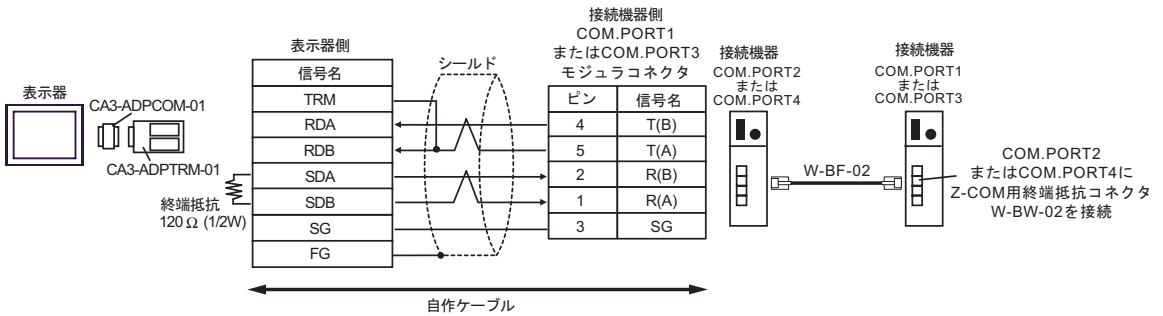 表示器
CA3-ADPCOM-01
CA3-ADPTRM-01
終端抵抗
120 Ω (1/2W)
表示器側
信号名
TRM
RDA
RDB
SDA
SDB
SG
FG
シールド
自作ケーブル
接続機器側
COM.PORT1
またはCOM.PORT3
モジュラコネクタ
ピン 信号名
4 T(B)
5 T(A)
2 R(B)
1 R(A)
3 SG
接続機器
COM.PORT2
または
COM.PORT4
W-BF-02
接続機器
COM.PORT1
または
COM.PORT3
COM.PORT2
またはCOM.PORT4に
Z-COM用終端抵抗コネクタ
W-BW-02を接続